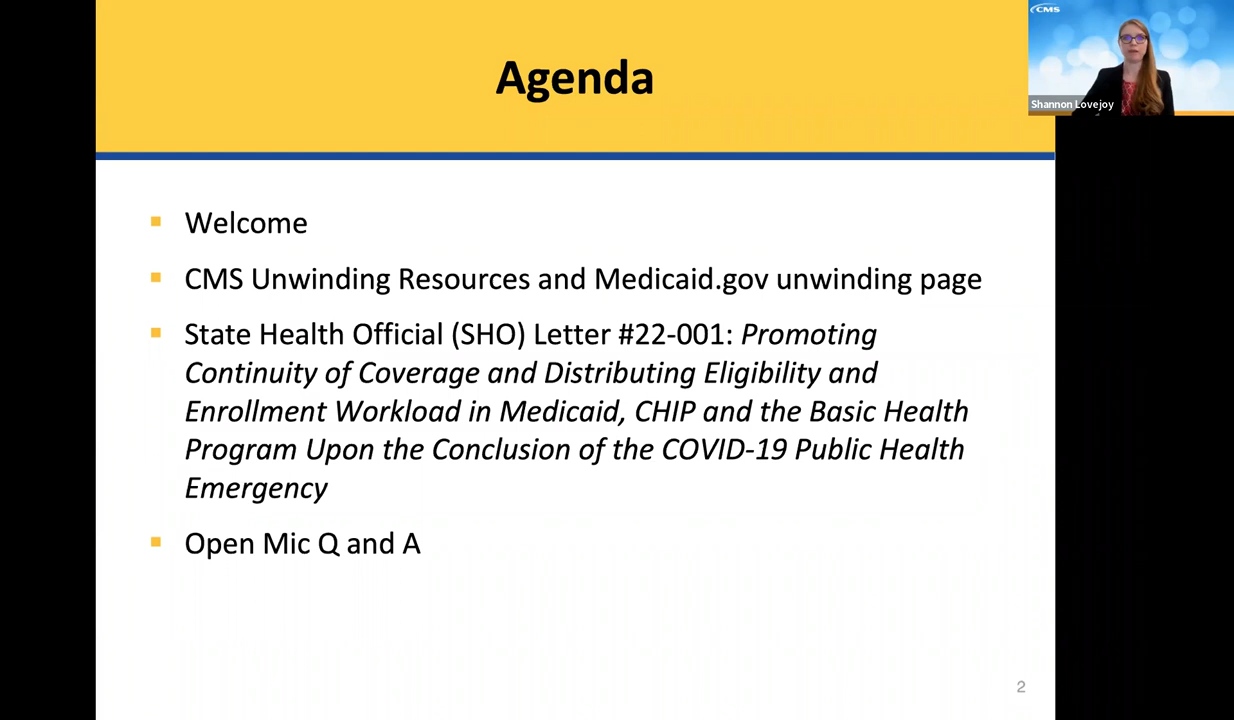 Agenda
CMS
Shannon Lovejoy
▪ Welcome
▪ CMS Unwinding Resources and Medicaid.gov unwinding page
▪ State Health Official (SHO) Letter #22-001: Promoting
Continuity of Coverage and Distributing Eligibility and
Enrollment Workload in Medicaid, CHIP and the Basic Health
Program Upon the Conclusion of the COVID-19 Public Health
Emergency
▪ Open Mic Q and A
2